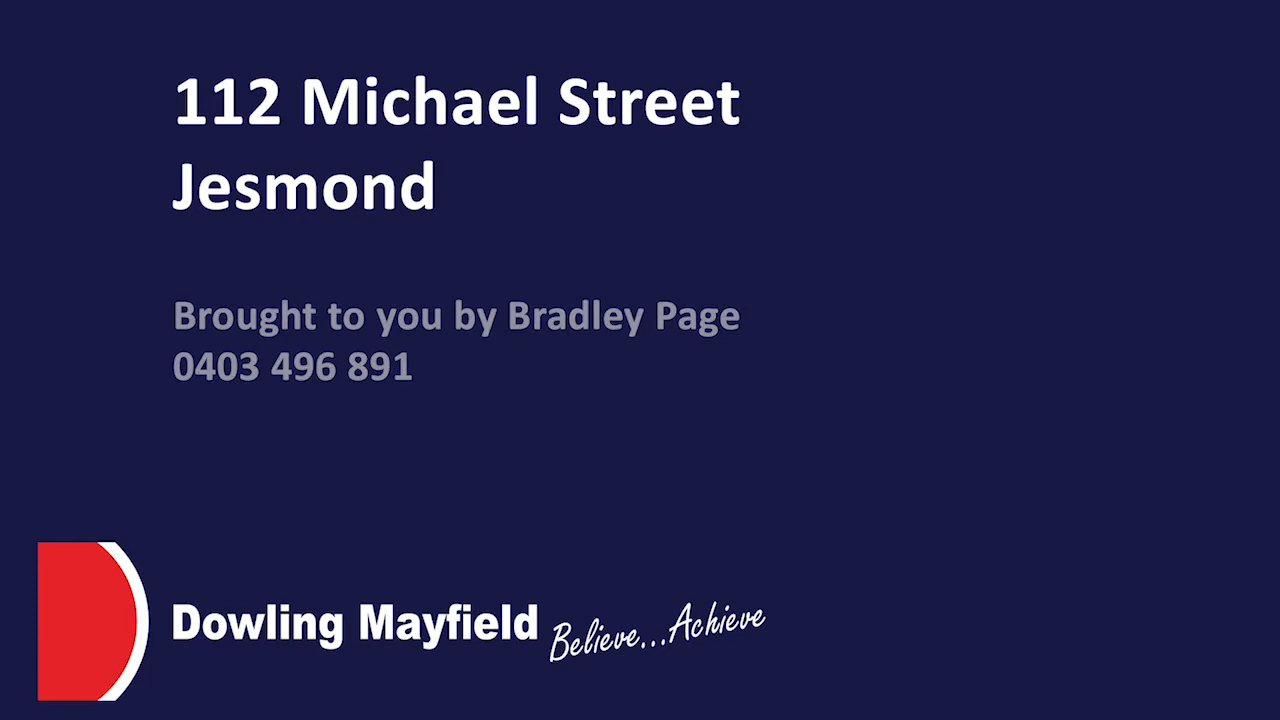 112 Michael Street
Jesmond
Brought to you by Bradley Page
0403 496 891
Dowling Mayfield Believe...Achieve